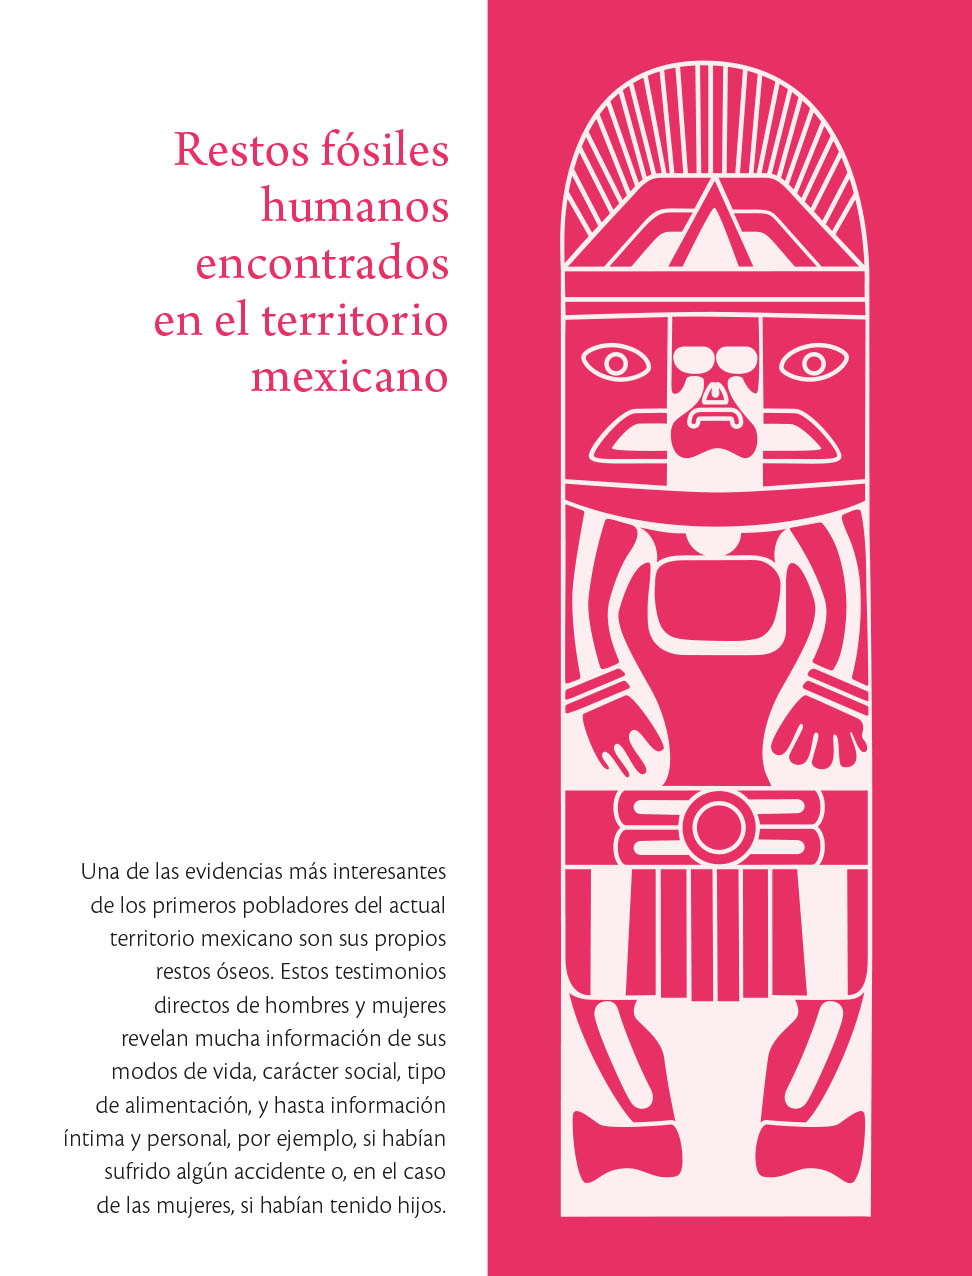 Restos fósiles
humanos
encontrados
en el territorio
mexicano
Una de las evidencias más interesantes
de los primeros pobladores del actual
territorio mexicano son sus propios
restos óseos. Estos testimonios
directos de hombres y mujeres
revelan mucha información de sus
modos de vida, carácter social, tipo
de alimentación, y hasta información
íntima y personal, por ejemplo, si habían
sufrido algún accidente o, en el caso
de las mujeres, si habían tenido hijos.